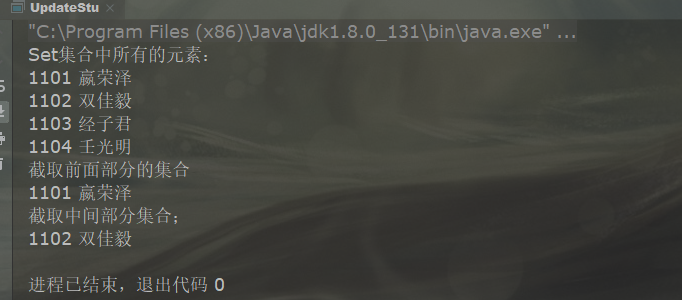 UpdateStu
"C:\Program Files (x86)\Java\jdk1.8.0_131\bin\java.exe" ...
Set集合中所有的元素：
1101 嬴荣泽
1102 双佳毅
1103 经子君
1104 壬光明
截取前面部分的集合
1101 嬴荣泽
截取中间部分集合；
1102 双佳毅
进程已结束，退出代码 0